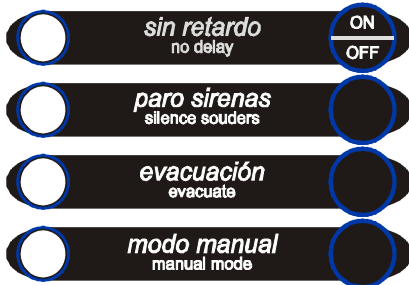 sin retardo
no delay
ON
OFF
paro sirenas
silence souders
evacuación
evacuate
modo manual
manual mode